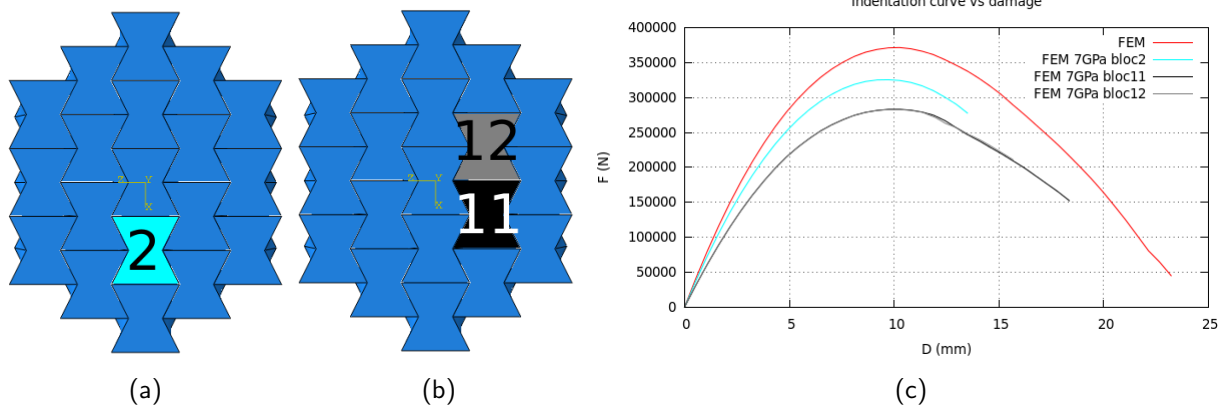 2
Z Y
X
(a)
12
11
Z Y
X
(b)
Indentation curve vs damage
F (N)
400000
350000
300000
250000
200000
150000
100000
50000
0
FEM
FEM 7GPa bloc2
FEM 7GPa bloc11
FEM 7GPa bloc12
0 5 10 15 20 25
D (mm)
(c)